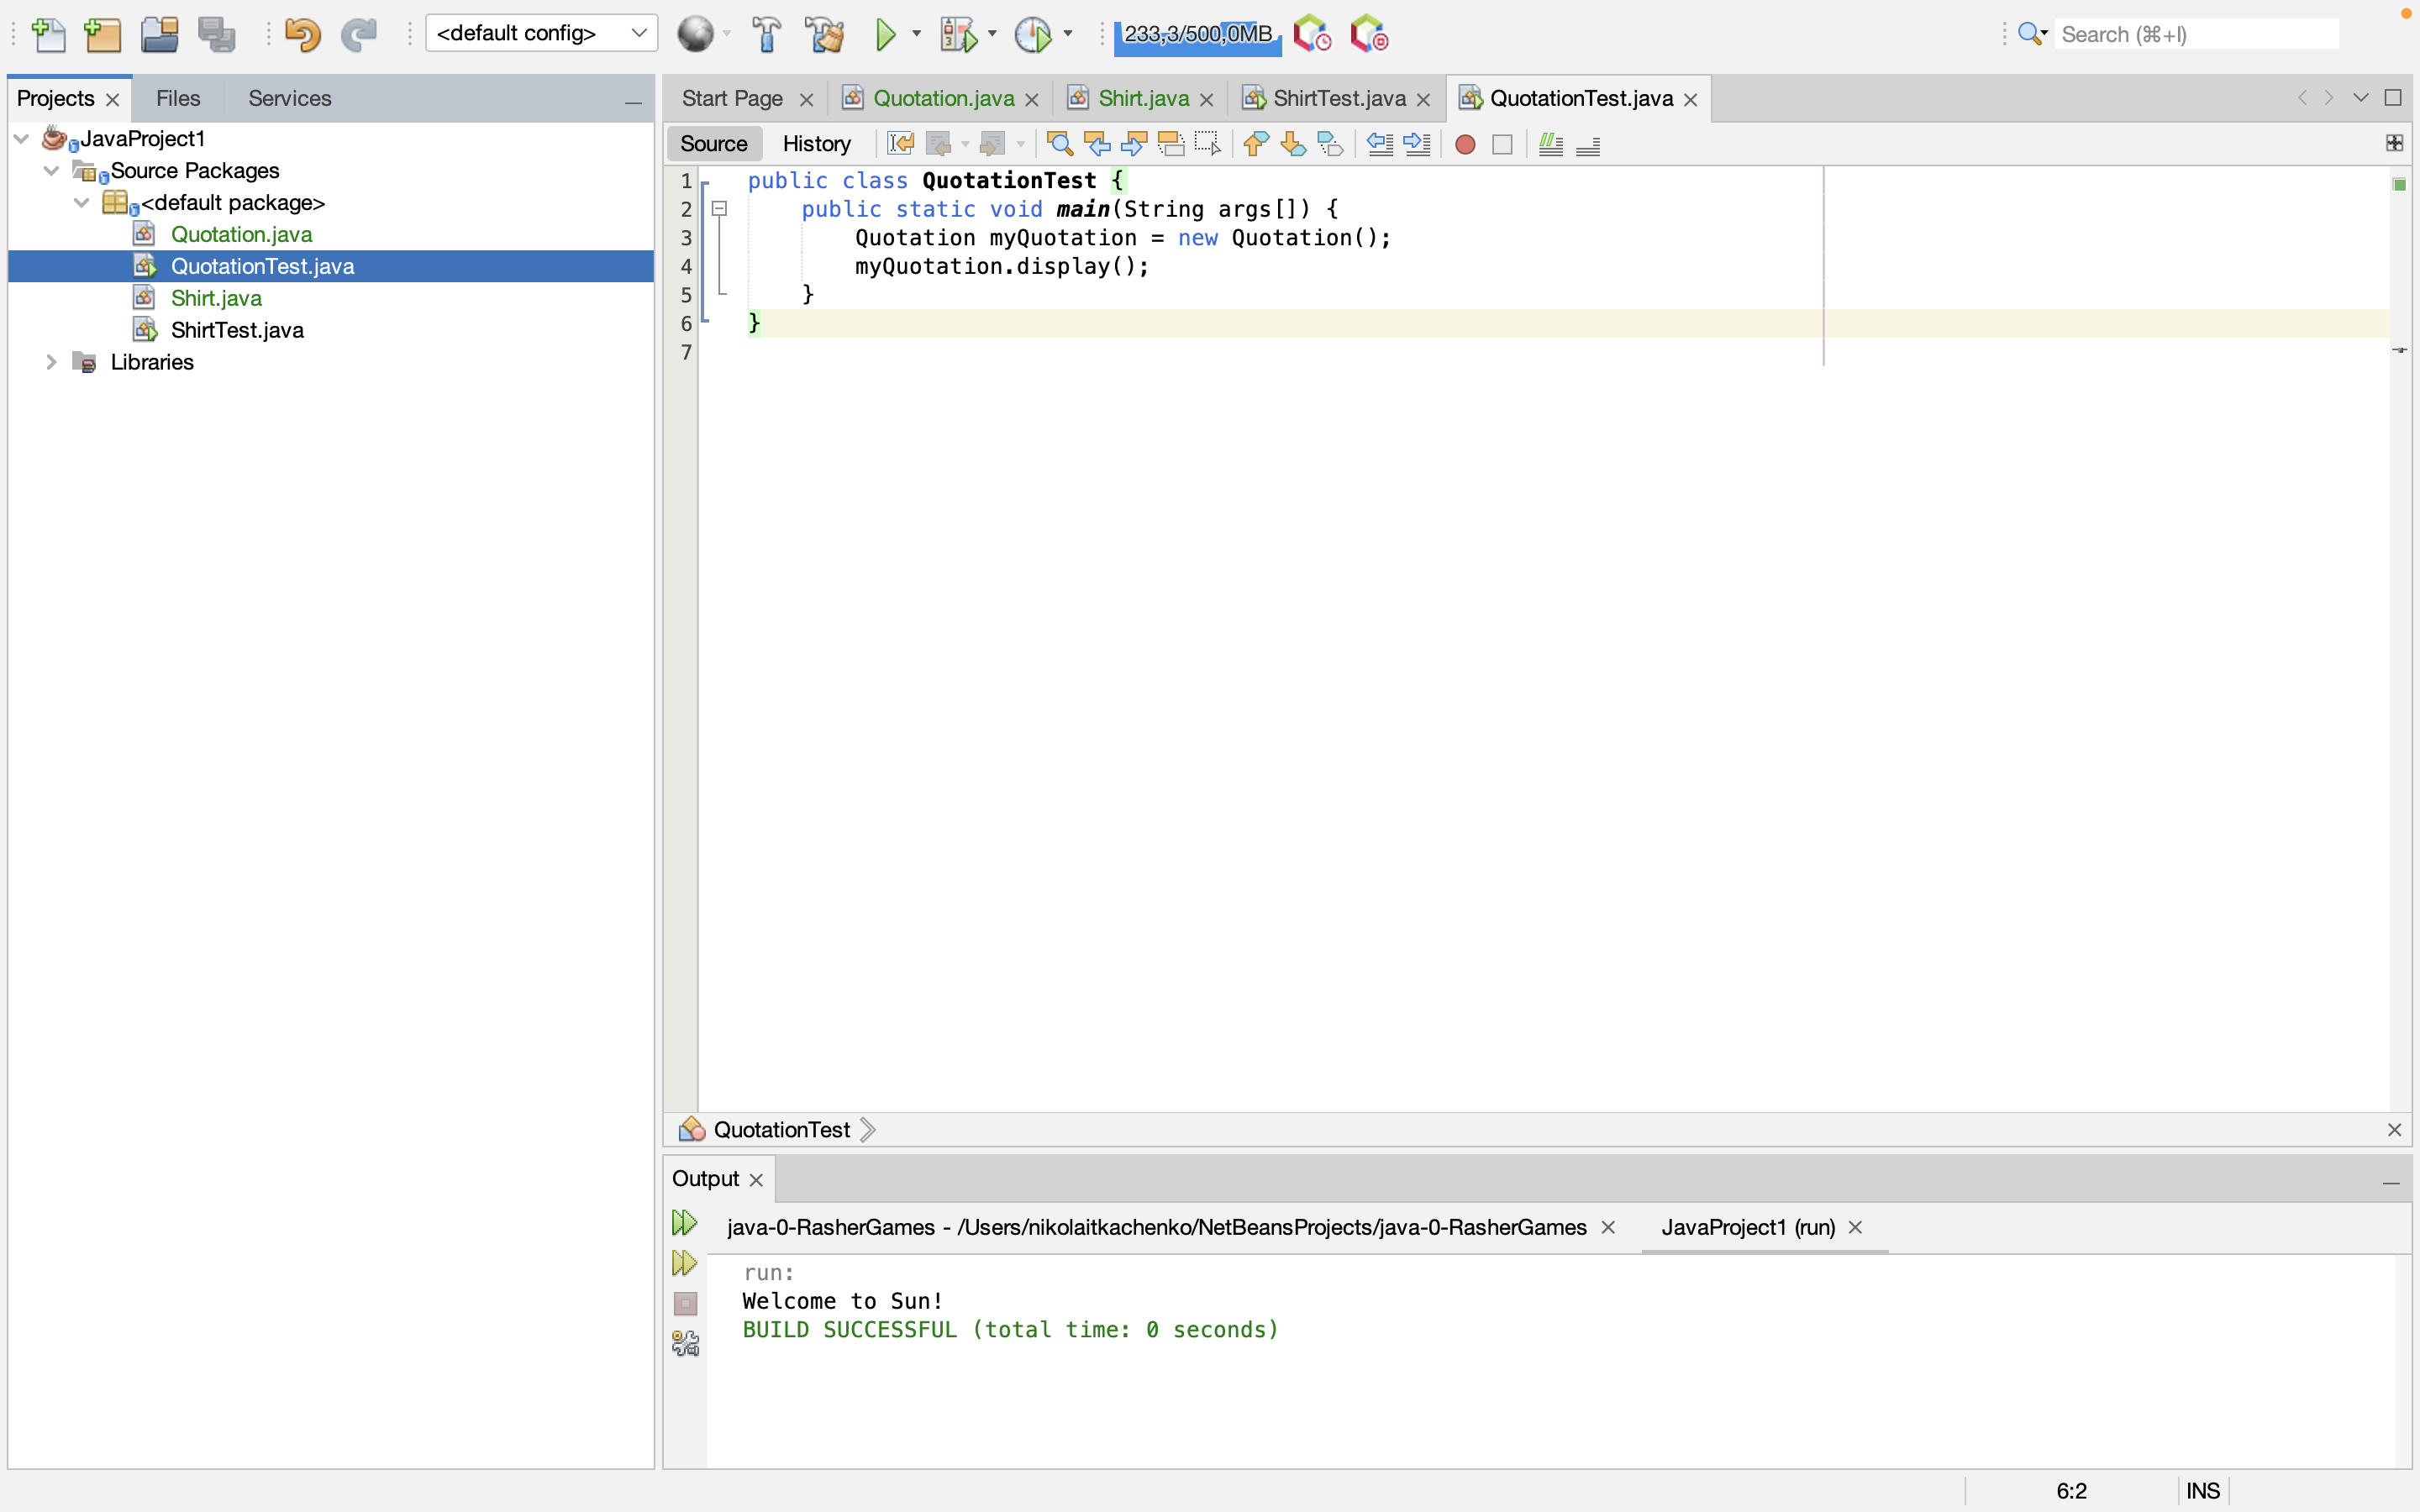 <default config>
233,3/500,0MB
Search (⌘+I)
Projects
Files
Services
JavaProject1
Source Packages
<default package>
Quotation.java
QuotationTest.java
Shirt.java
ShirtTest.java
Libraries
Start Page
Quotation.java
Shirt.java
ShirtTest.java
QuotationTest.java
Source
History
1 public class QuotationTest {
2 public static void main(String args[]) {
3 Quotation myQuotation = new Quotation();
4 myQuotation.display();
5 }
6 }
7
QuotationTest
Output
java-0-RasherGames - /Users/nikolaitkachenko/NetBeansProjects/java-0-RasherGames
JavaProject1 (run)
run:
Welcome to Sun!
BUILD SUCCESSFUL (total time: 0 seconds)
6:2
INS